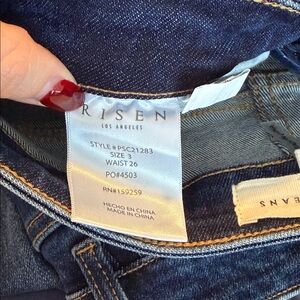 RISEN
LOS ANGELES
STYLE#PSC21283
SIZE 3
WAIST 26
PO#4503
RN#159259
HECHO EN CHINA
MADE IN CHINA
EANS